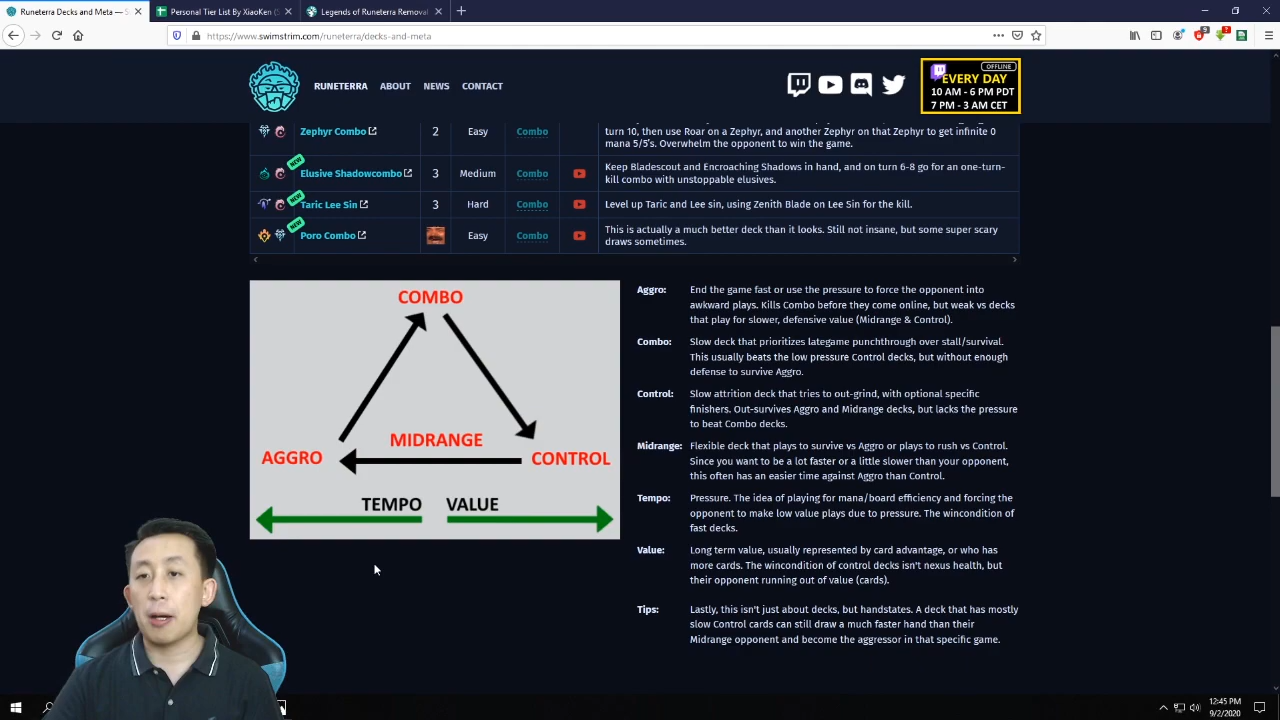 Runeterra Decks and Meta —
Personal Tier List By XiaoKen (S
Legends of Runeterra Removal
https://www.swimstrim.com/runeterra/decks-and-meta
RUNETERRA ABOUT NEWS CONTACT
OFFLINE
EVERY DAY
10 AM - 6 PM PDT
7 PM - 3 AM CET
Zephyr Combo 2 Easy Combo
turn 10, then use Roar on a Zephyr, and another Zephyr on that Zephyr to get infinite 0
mana 5/5's. Overwhelm the opponent to win the game.
NEW
Elusive Shadowcombo 3 Medium Combo
Keep Bladescout and Encroaching Shadows in hand, and on turn 6-8 go for an one-turn-
kill combo with unstoppable elusives.
NEW
Taric Lee Sin 3 Hard Combo Level up Taric and Lee sin, using Zenith Blade on Lee Sin for the kill.
NEW
Poro Combo Easy Combo
This is actually a much better deck than it looks. Still not insane, but some super scary
draws sometimes.
COMBO
MIDRANGE
AGGRO
CONTROL
TEMPO VALUE
Aggro: End the game fast or use the pressure to force the opponent into
awkward plays. Kills Combo before they come online, but weak vs decks
that play for slower, defensive value (Midrange & Control).
Combo: Slow deck that prioritizes lategame punchthrough over stall/survival.
This usually beats the low pressure Control decks, but without enough
defense to survive Aggro.
Control: Slow attrition deck that tries to out-grind, with optional specific
finishers. Out-survives Aggro and Midrange decks, but lacks the pressure
to beat Combo decks.
Midrange: Flexible deck that plays to survive vs Aggro or plays to rush vs Control.
Since you want to be a lot faster or a little slower than your opponent,
this often has an easier time against Aggro than Control.
Tempo: Pressure. The idea of playing for mana/board efficiency and forcing the
opponent to make low value plays due to pressure. The wincondition of
fast decks.
Value: Long term value, usually represented by card advantage, or who has
more cards. The wincondition of control decks isn't nexus health, but
their opponent running out of value (cards).
Tips: Lastly, this isn't just about decks, but handstates. A deck that has mostly
slow Control cards can still draw a much faster hand than their
Midrange opponent and become the aggressor in that specific game.
12:45 PM
9/2/2020